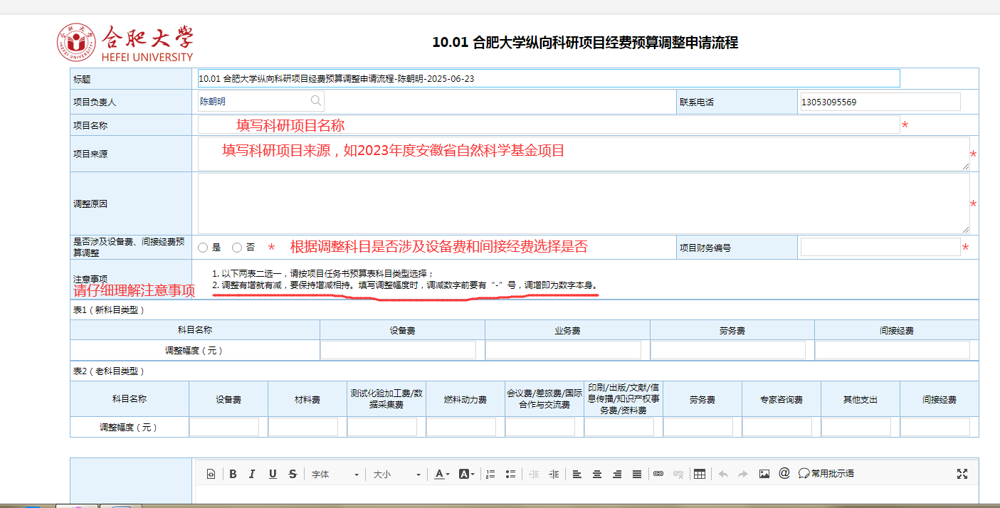 合肥大学
HEFEI UNIVERSITY
10.01 合肥大学纵向科研项目经费预算调整申请流程
标题
10.01 合肥大学纵向科研项目经费预算调整申请流程-陈朝明-2025-06-23
项目负责人
陈朝明
联系电话
13053095569
项目名称
填写科研项目名称
*
项目来源
填写科研项目来源，如2023年度安徽省自然科学基金项目
*
调整原因
*
是否涉及设备费、间接经费预
算调整
是
否
*
根据调整科目是否涉及设备费和间接经费选择是否
项目财务编号
*
注意事项
请仔细理解注意事项
1. 以下两表二选一，请按项目任务书预算表科目类型选择；
2. 调整有增就有减，要保持增减相持。填写调整幅度时，调减数字前要有“-”号，调增即为数字本身。
表1（新科目类型）
科目名称
设备费
业务费
劳务费
间接经费
调整幅度（元）
表2（老科目类型）
科目名称
设备费
材料费
测试化验加工费/数
据采集费
燃料动力费
会议费/差旅费/国际
合作与交流费
印刷/出版/文献/信
息传播/知识产权事
务费/资料费
劳务费
专家咨询费
其他支出
间接经费
调整幅度（元）
字体
大小
常用批示语